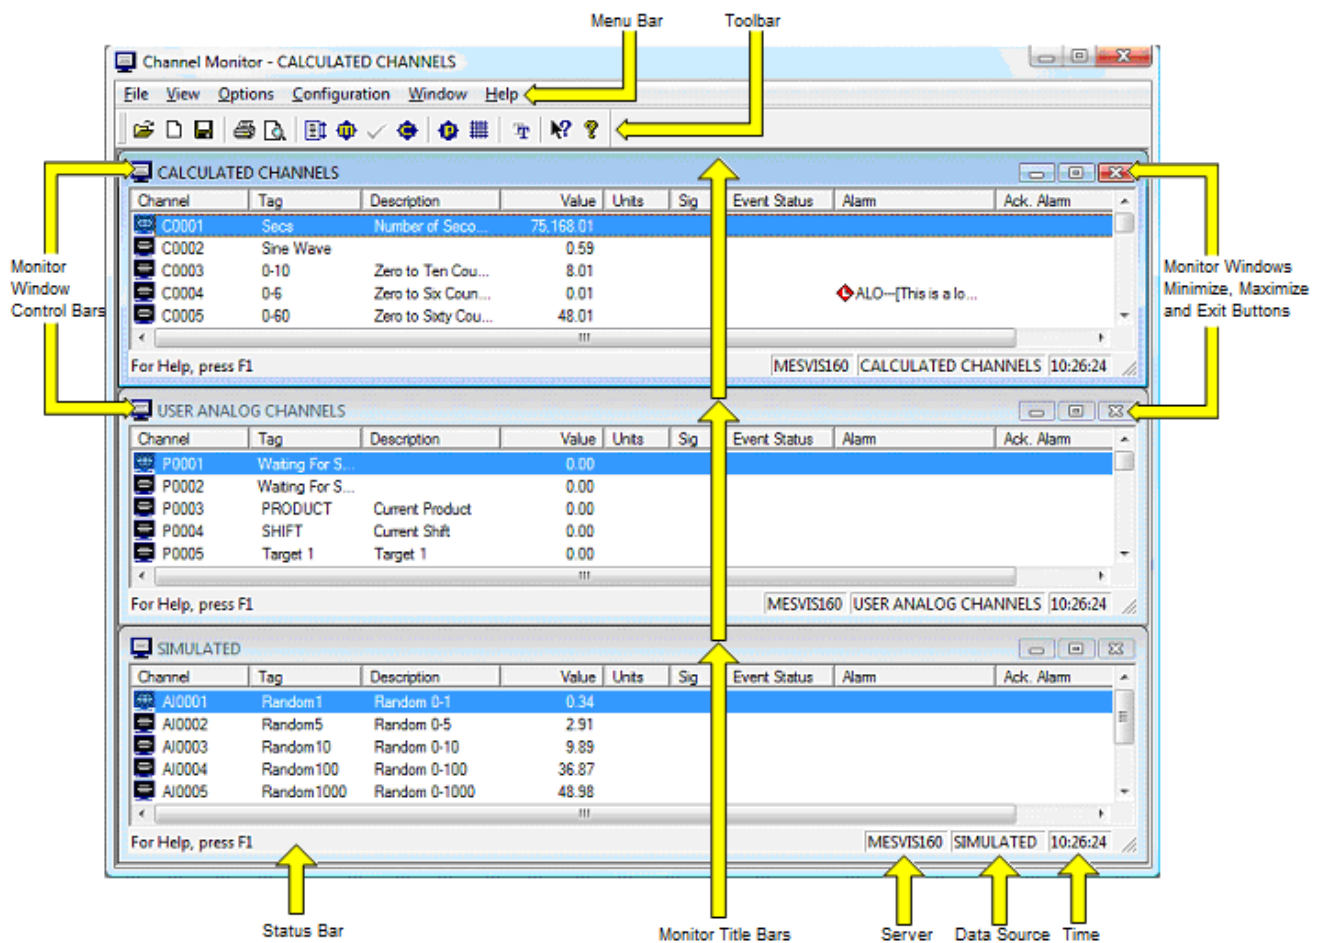 Menu Bar Toolbar
Channel Monitor - CALCULATED CHANNELS
File View Options Configuration Window Help
CALCULATED CHANNELS
Channel Tag Description Value Units Sig Event Status Alarm Ack. Alarm
C0001 Secs Number of Seco... 75,168.01
C0002 Sine Wave 0.59
C0003 0-10 Zero to Ten Cou... 8.01
C0004 0-6 Zero to Six Coun... 0.01 ALO---[This is a lo...
C0005 0-60 Zero to Sixty Cou... 48.01
For Help, press F1 MESVIS160 CALCULATED CHANNELS 10:26:24
Monitor
Window
Control Bars
Monitor Windows
Minimize, Maximize
and Exit Buttons
USER ANALOG CHANNELS
Channel Tag Description Value Units Sig Event Status Alarm Ack. Alarm
P0001 Waiting For S... 0.00
P0002 Waiting For S... 0.00
P0003 PRODUCT Current Product 0.00
P0004 SHIFT Current Shift 0.00
P0005 Target 1 Target 1 0.00
For Help, press F1 MESVIS160 USER ANALOG CHANNELS 10:26:24
SIMULATED
Channel Tag Description Value Units Sig Event Status Alarm Ack. Alarm
AI0001 Random1 Random 0-1 0.34
AI0002 Random5 Random 0-5 2.91
AI0003 Random10 Random 0-10 9.89
AI0004 Random100 Random 0-100 36.87
AI0005 Random1000 Random 0-1000 48.98
For Help, press F1 MESVIS160 SIMULATED 10:26:24
Status Bar Monitor Title Bars Server Data Source Time